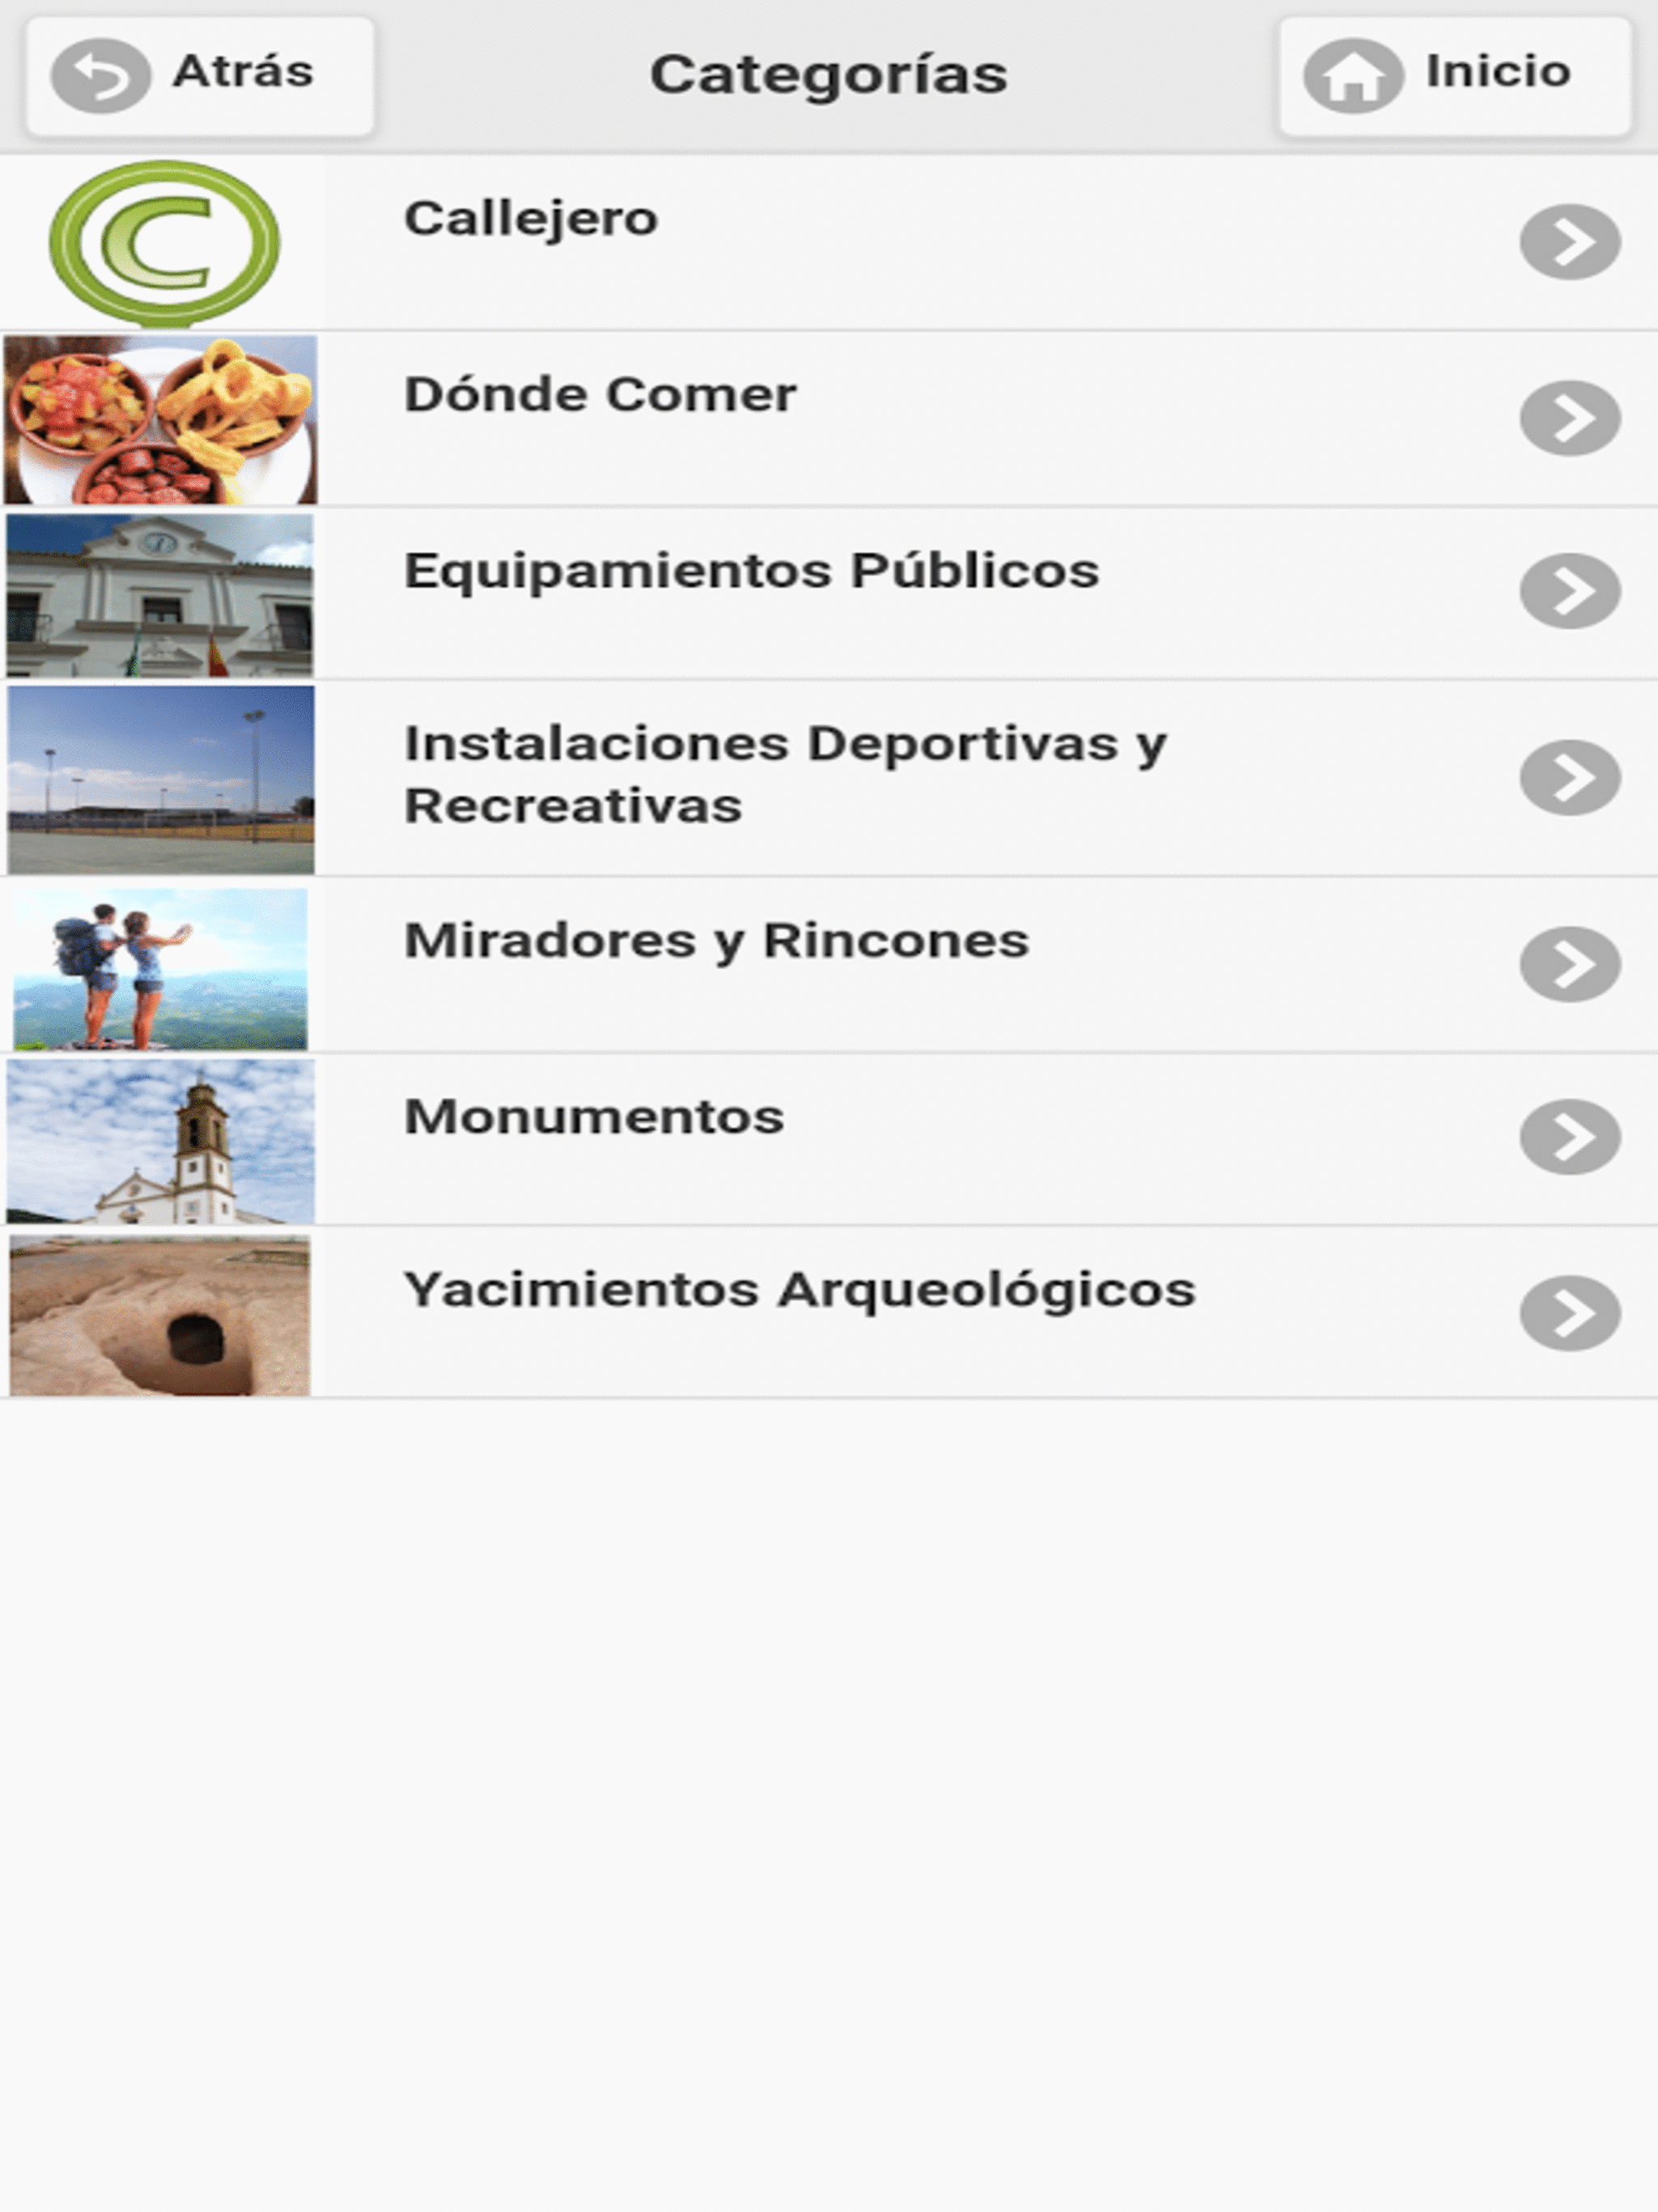 Atrás
Categorías
Inicio
C
Callejero
Dónde Comer
Equipamientos Públicos
Instalaciones Deportivas y
Recreativas
Miradores y Rincones
Monumentos
Yacimientos Arqueológicos